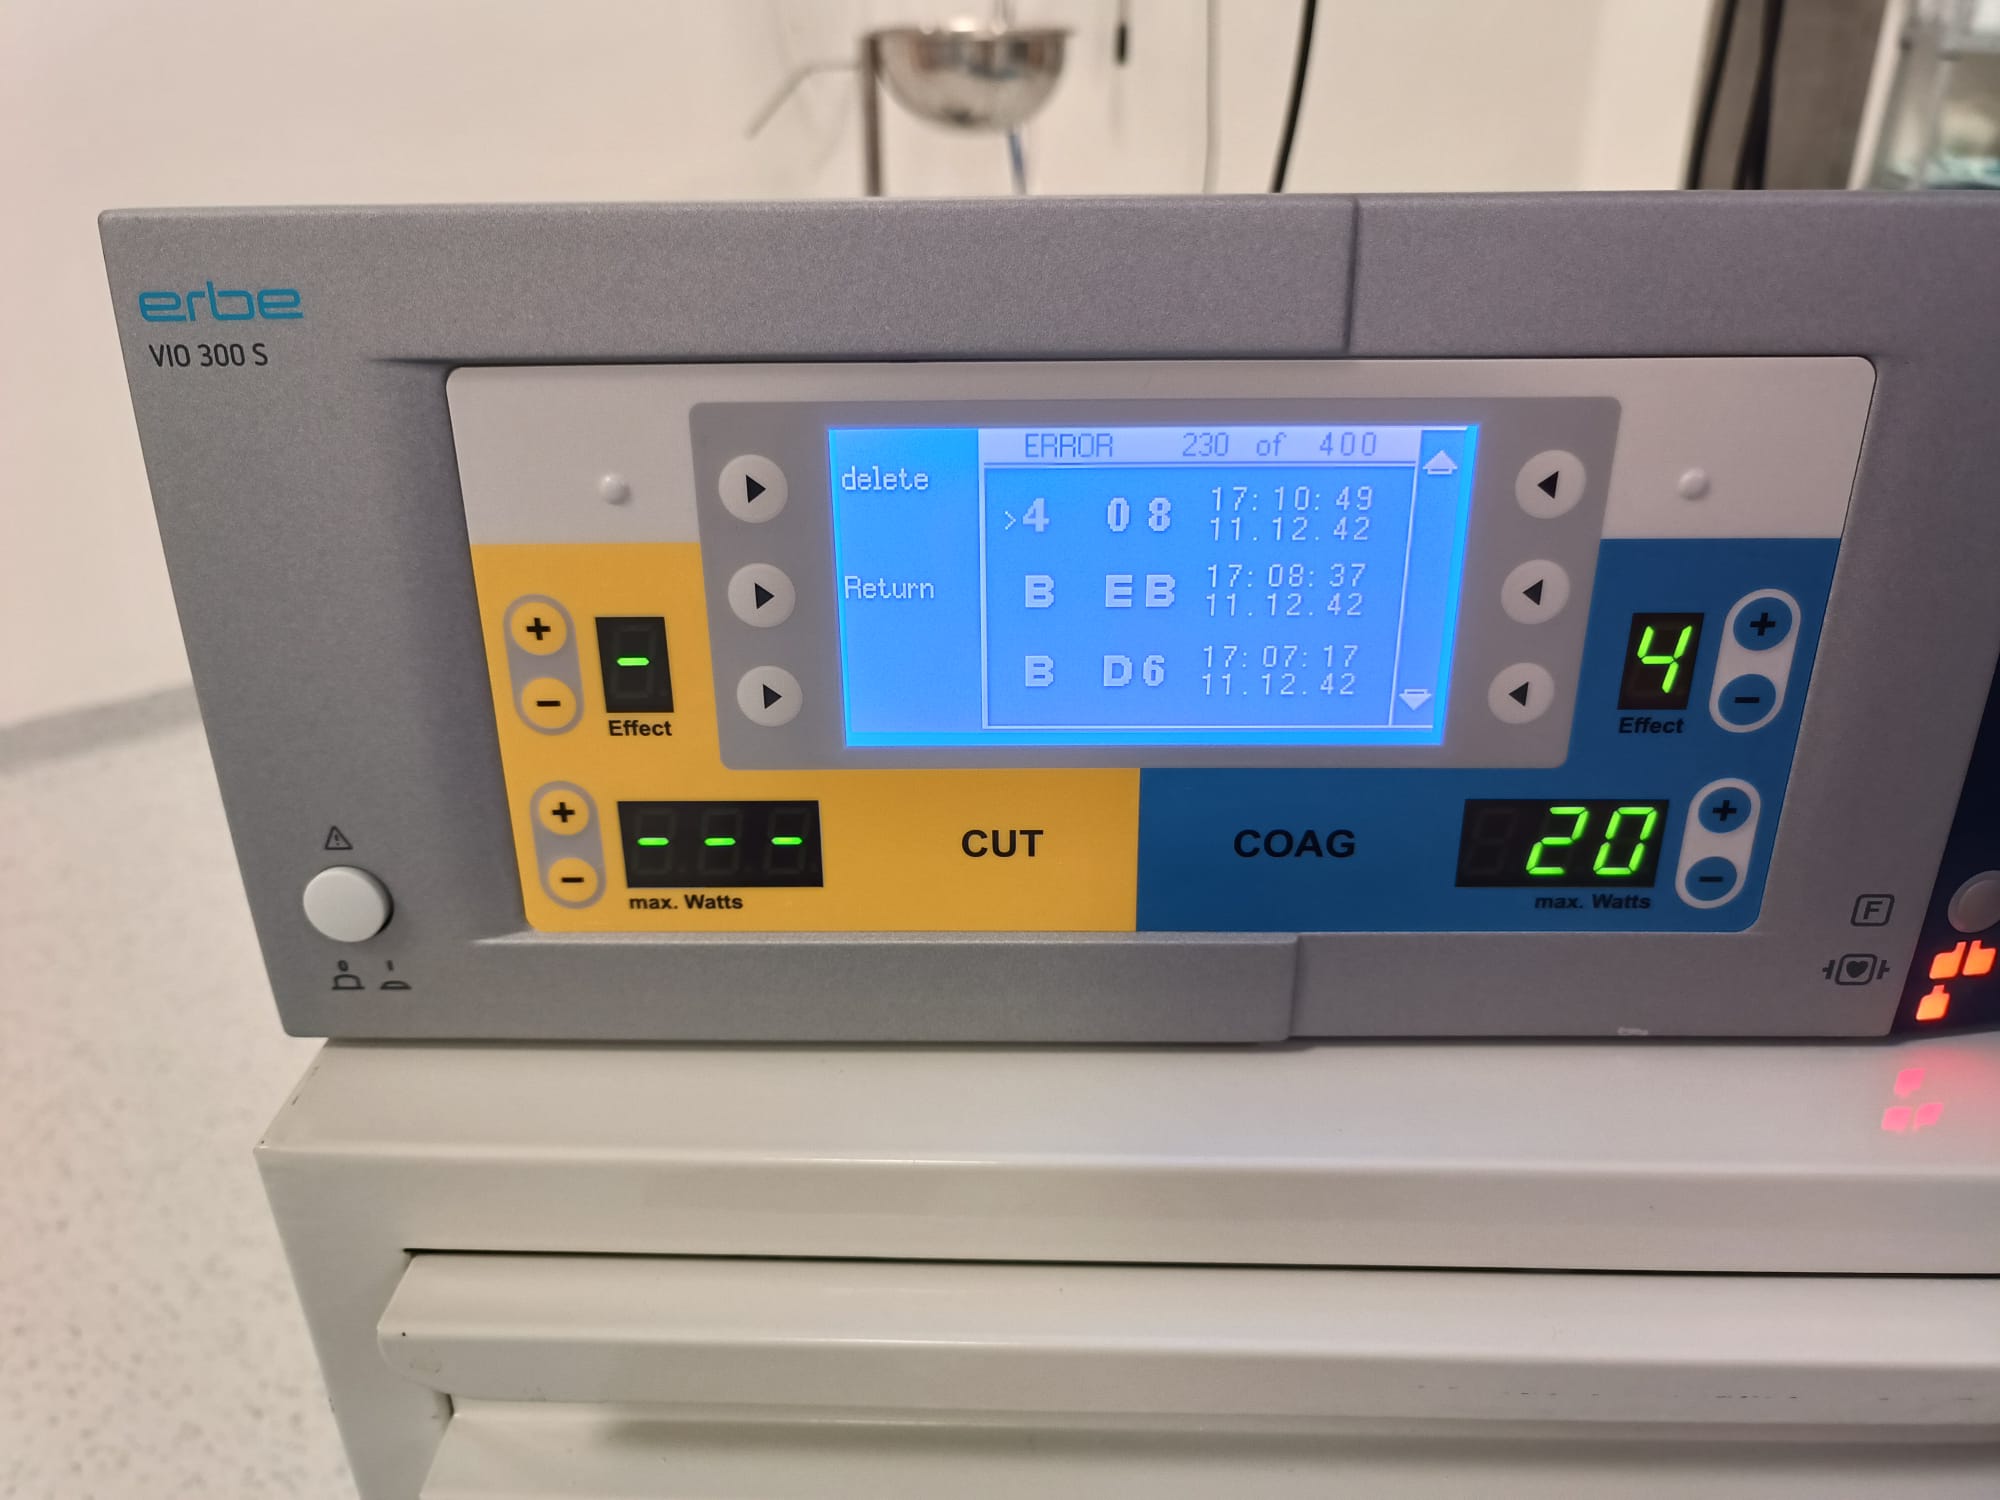 erbe
VIO 300 S
ERROR 230 of 400
delete
>4 08 17:10:49
11.12.42
Return
B EB 17:08:37
11.12.42
B D6 17:07:17
11.12.42
+
-
-
Effect
4
+
-
Effect
+
-
- - -
max. Watts
CUT
COAG
20
max. Watts
+
-
F
0 I